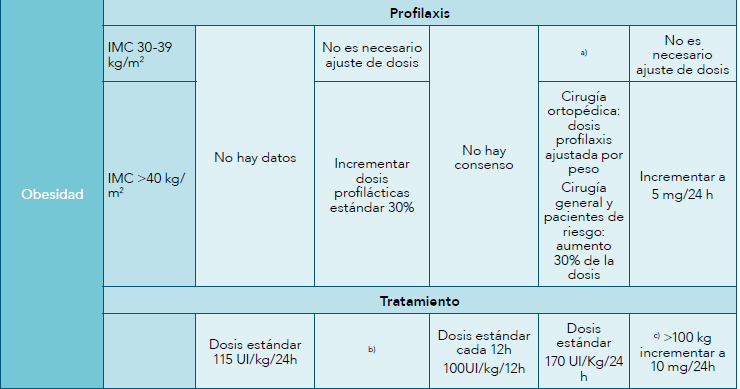 Profilaxis
Obesidad
IMC 30-39
kg/m²
No hay datos
No es necesario
ajuste de dosis
No hay
consenso
a)
No es
necesario
ajuste de dosis
IMC >40 kg/
m²
Incrementar
dosis
profilácticas
estándar 30%
Cirugía
ortopédica:
dosis
profilaxis
ajustada por
peso
Cirugía
general y
pacientes de
riesgo:
aumento
30% de la
dosis
Incrementar a
5 mg/24 h
Tratamiento
Dosis estándar
115 UI/kg/24h
b)
Dosis estándar
cada 12h
100UI/kg/12h
Dosis
estándar
170 UI/Kg/24
h
c) >100 kg
incrementar a
10 mg/24h